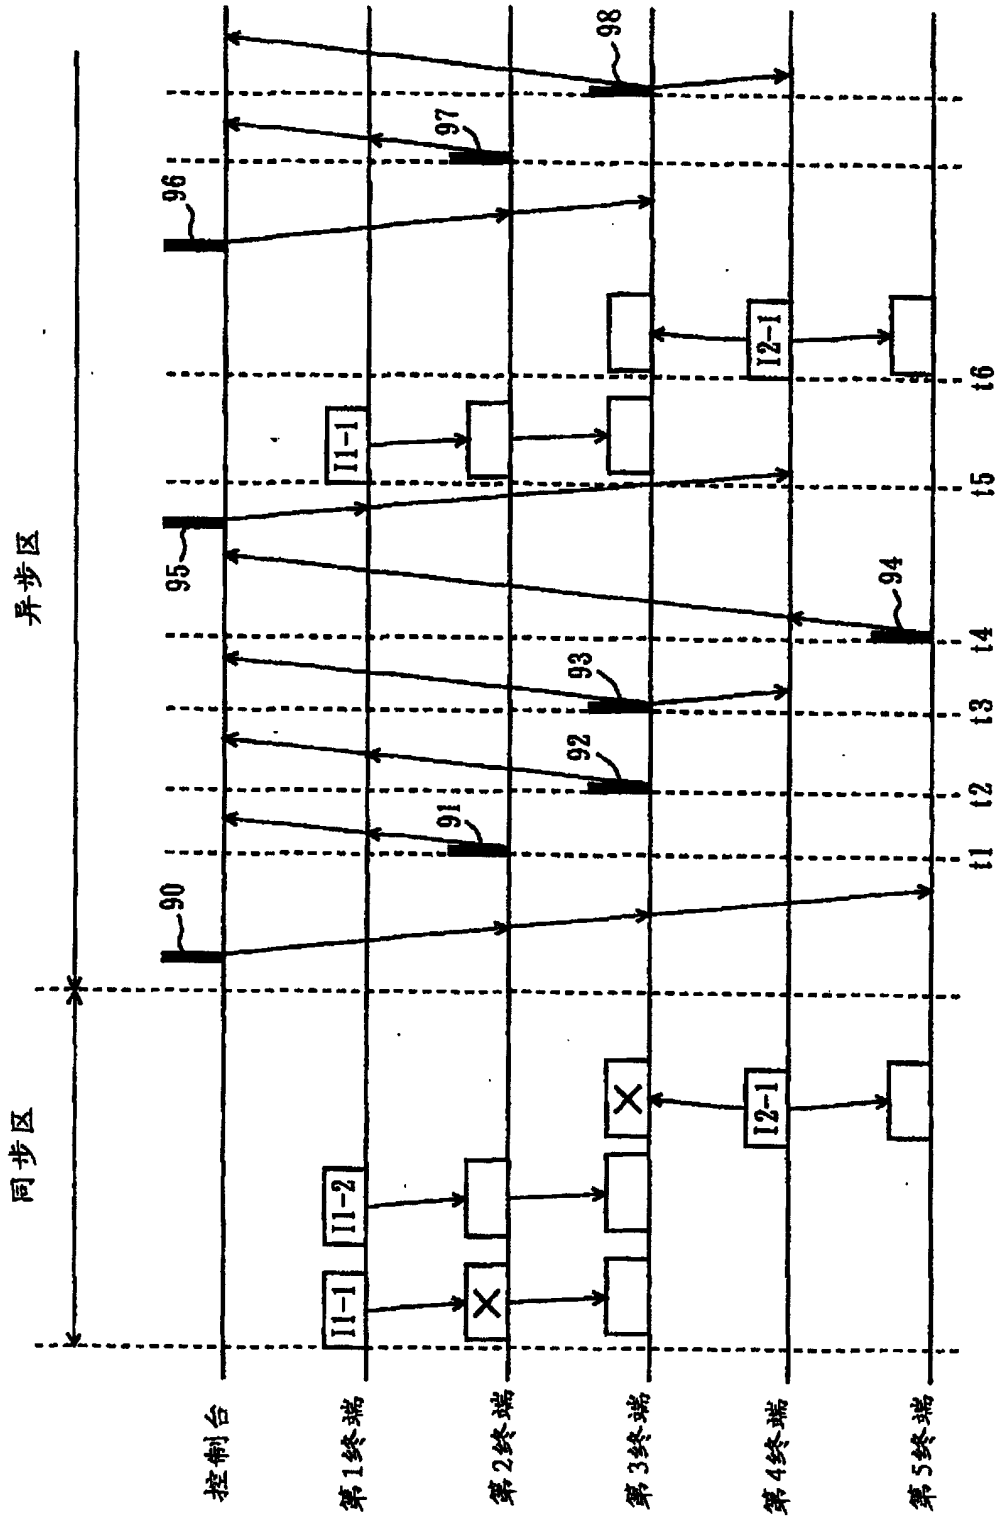 同步区
异步区
控制台
90
95
96
第1终端
I1-1
I1-2
I1-1
第2终端
91
97
第3终端
92
93
98
第4终端
I2-1
I2-1
第5终端
94
t1
t2
t3
t4
t5
t6